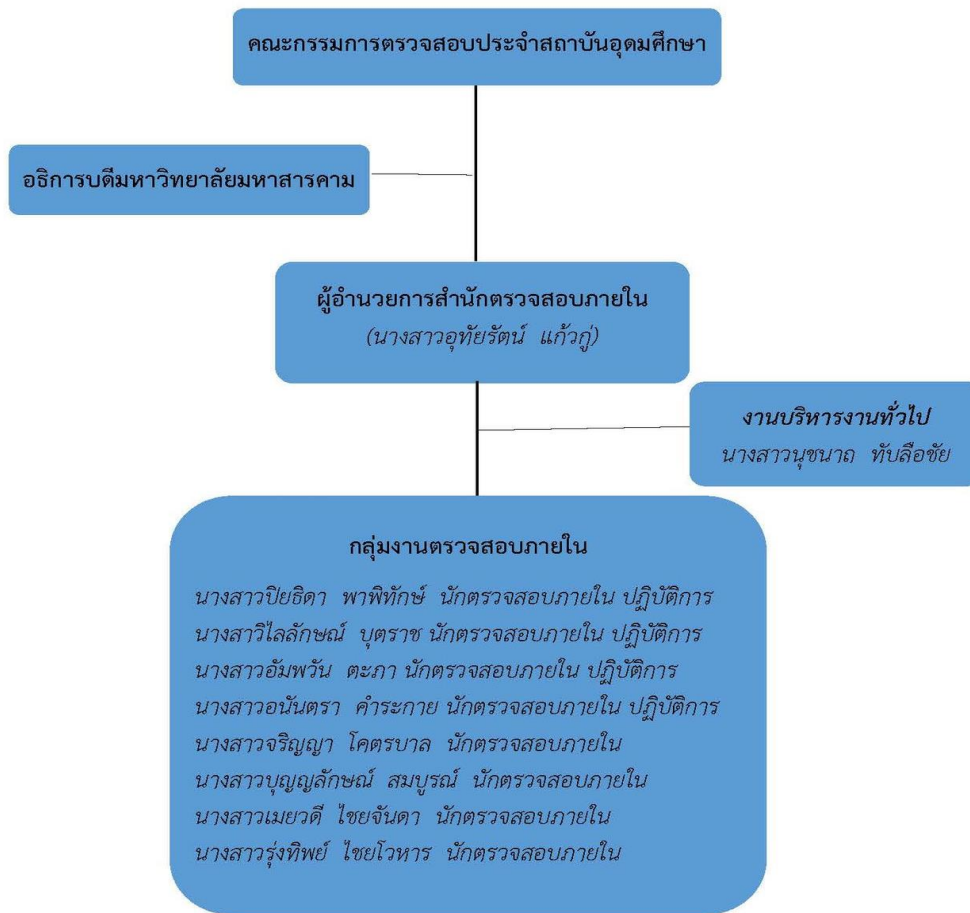 คณะกรรมการตรวจสอบประจำสถาบันอุดมศึกษา
อธิการบดีมหาวิทยาลัยมหาสารคาม
ผู้อำนวยการสำนักตรวจสอบภายใน
(นางสาวอุทัยรัตน์ แก้วกู่)
งานบริหารงานทั่วไป
นางสาวนุชนาถ ทับลือชัย
กลุ่มงานตรวจสอบภายใน
นางสาวปิยธิดา พาพิทักษ์ นักตรวจสอบภายใน ปฏิบัติการ
นางสาวิไลลักษณ์ บุตราช นักตรวจสอบภายใน ปฏิบัติการ
นางสาวอัมพวัน ตะภา นักตรวจสอบภายใน ปฏิบัติการ
นางสาวอนันตรา คำระกาย นักตรวจสอบภายใน ปฏิบัติการ
นางสาวจริญญา โคตรบาล นักตรวจสอบภายใน
นางสาวบุญญลักษณ์ สมบูรณ์ นักตรวจสอบภายใน
นางสาวเมยวดี ไชยจันดา นักตรวจสอบภายใน
นางสาวรุ่งทิพย์ ไชยโวหาร นักตรวจสอบภายใน